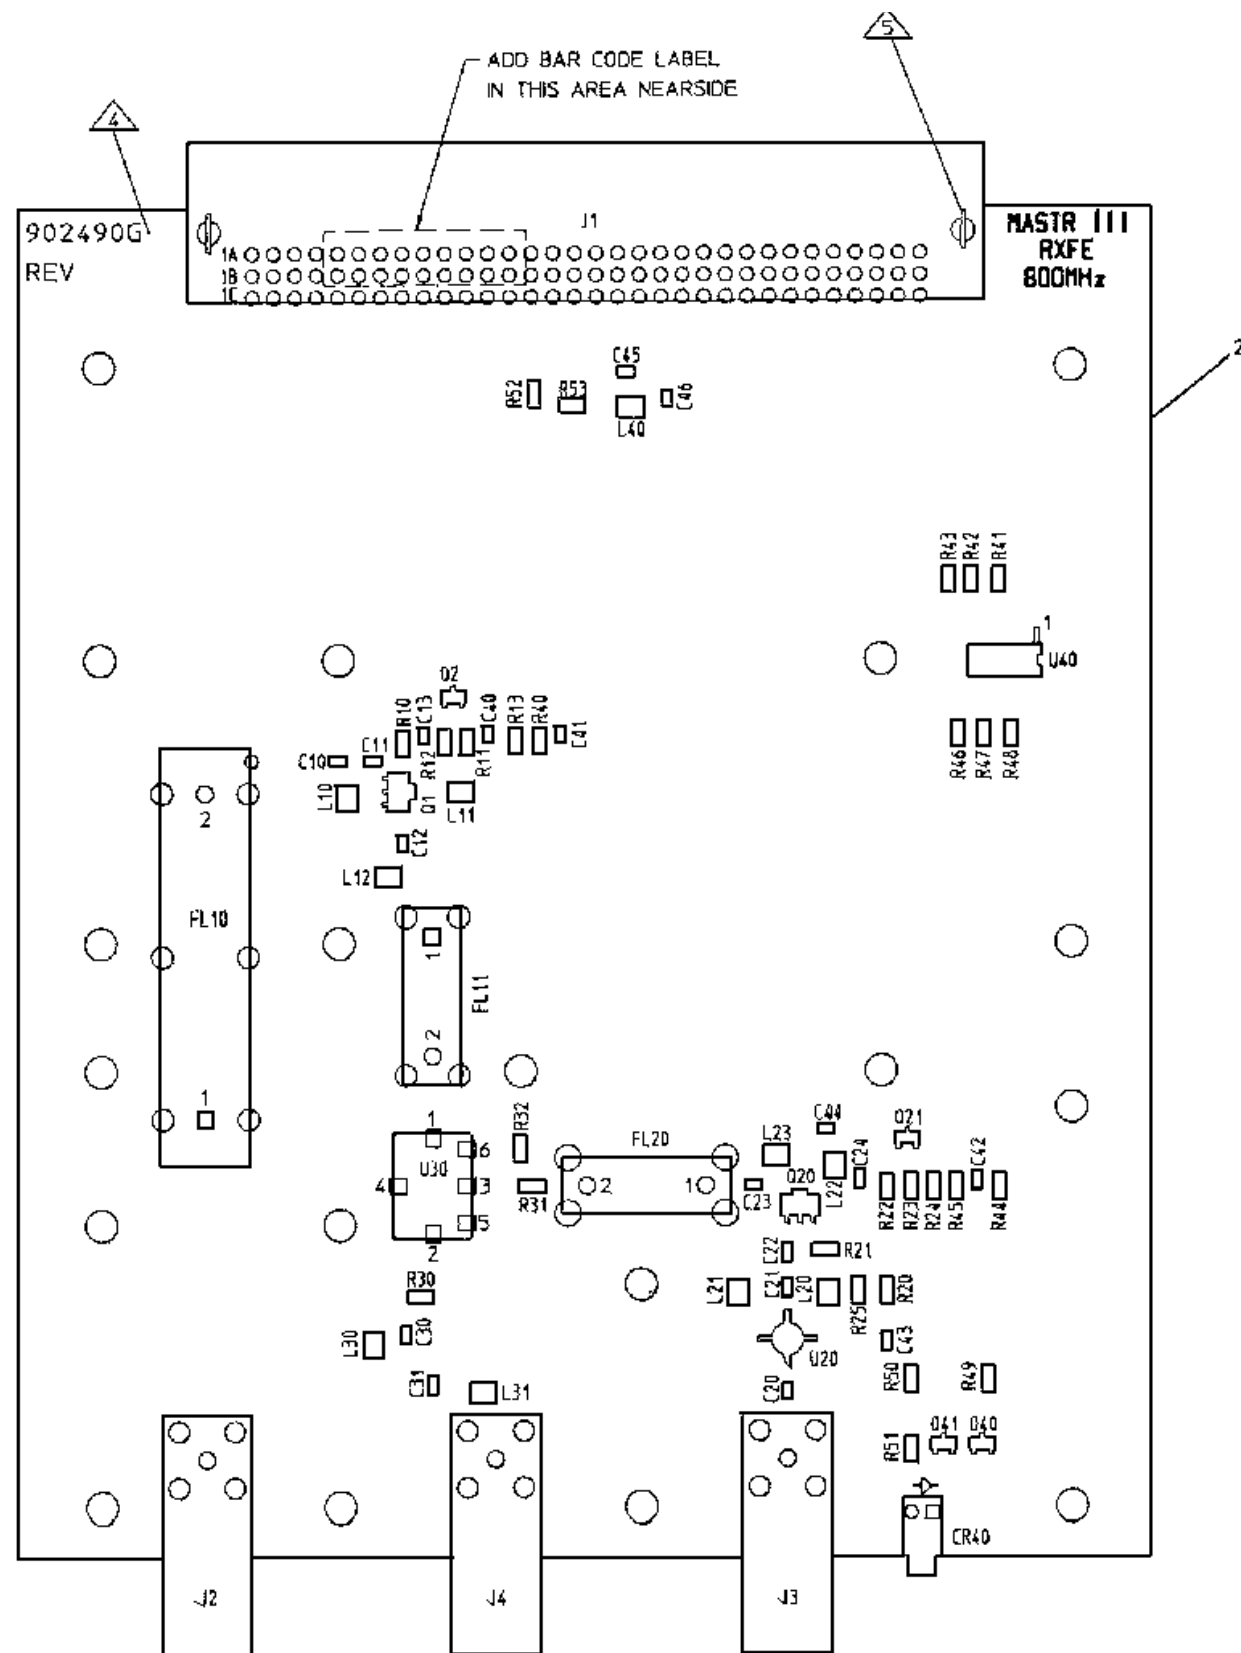 5
ADD BAR CODE LABEL
IN THIS AREA NEARSIDE
4
J1
902490G
REV
1A
1B
1C
MASTR III
RXFE
800MHz
2
C45
R52
R53
C46
L40
R43
R42
R41
1
U40
Q2
R10
C13
C40
R13
R40
C41
C10
C11
R12
R11
R46
R47
R48
L10
Q1
L11
2
C12
L12
FL10
1
FL11
2
1
R32
C44
Q21
1
6
U30
FL20
L23
C24
C42
4
3
R31
2
1
C23
Q20
L22
R22
R23
R24
R45
R44
5
2
C22
R21
R30
L21
C21
L20
R25
R20
L30
C30
U20
C43
C31
L31
C20
R50
R49
R51
Q41
Q40
CR40
J2
J4
J3